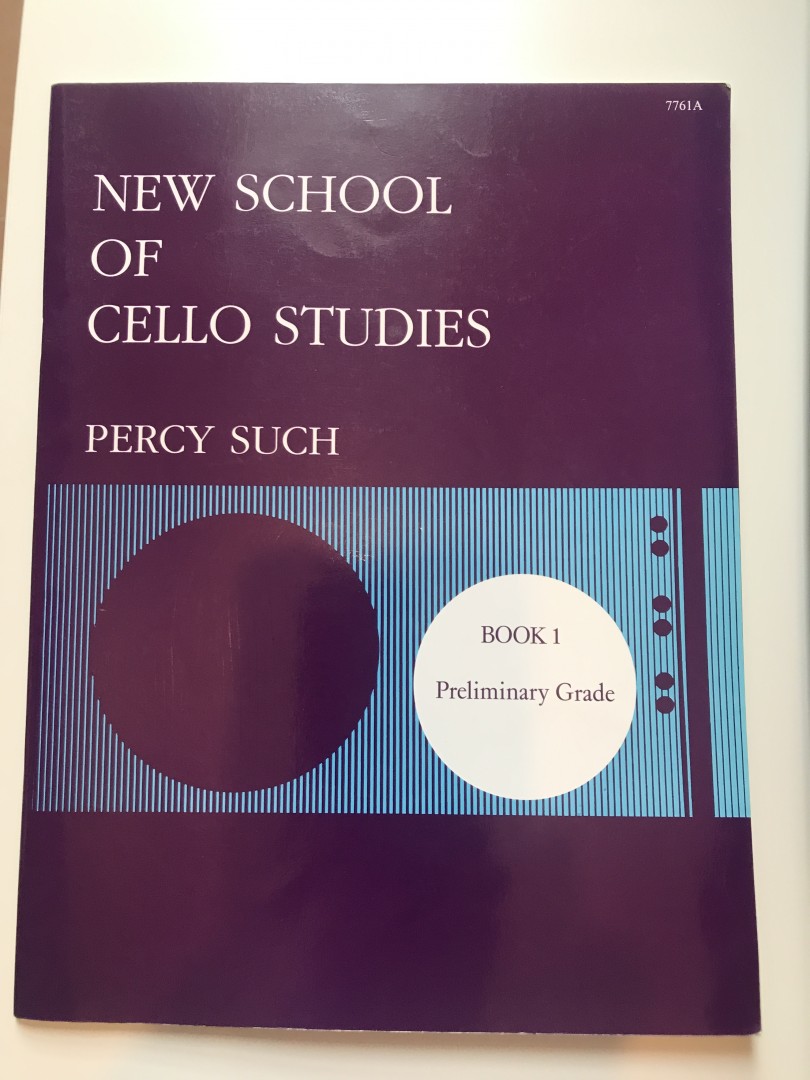 7761A
NEW SCHOOL
OF
CELLO STUDIES
PERCY SUCH
BOOK 1
Preliminary Grade